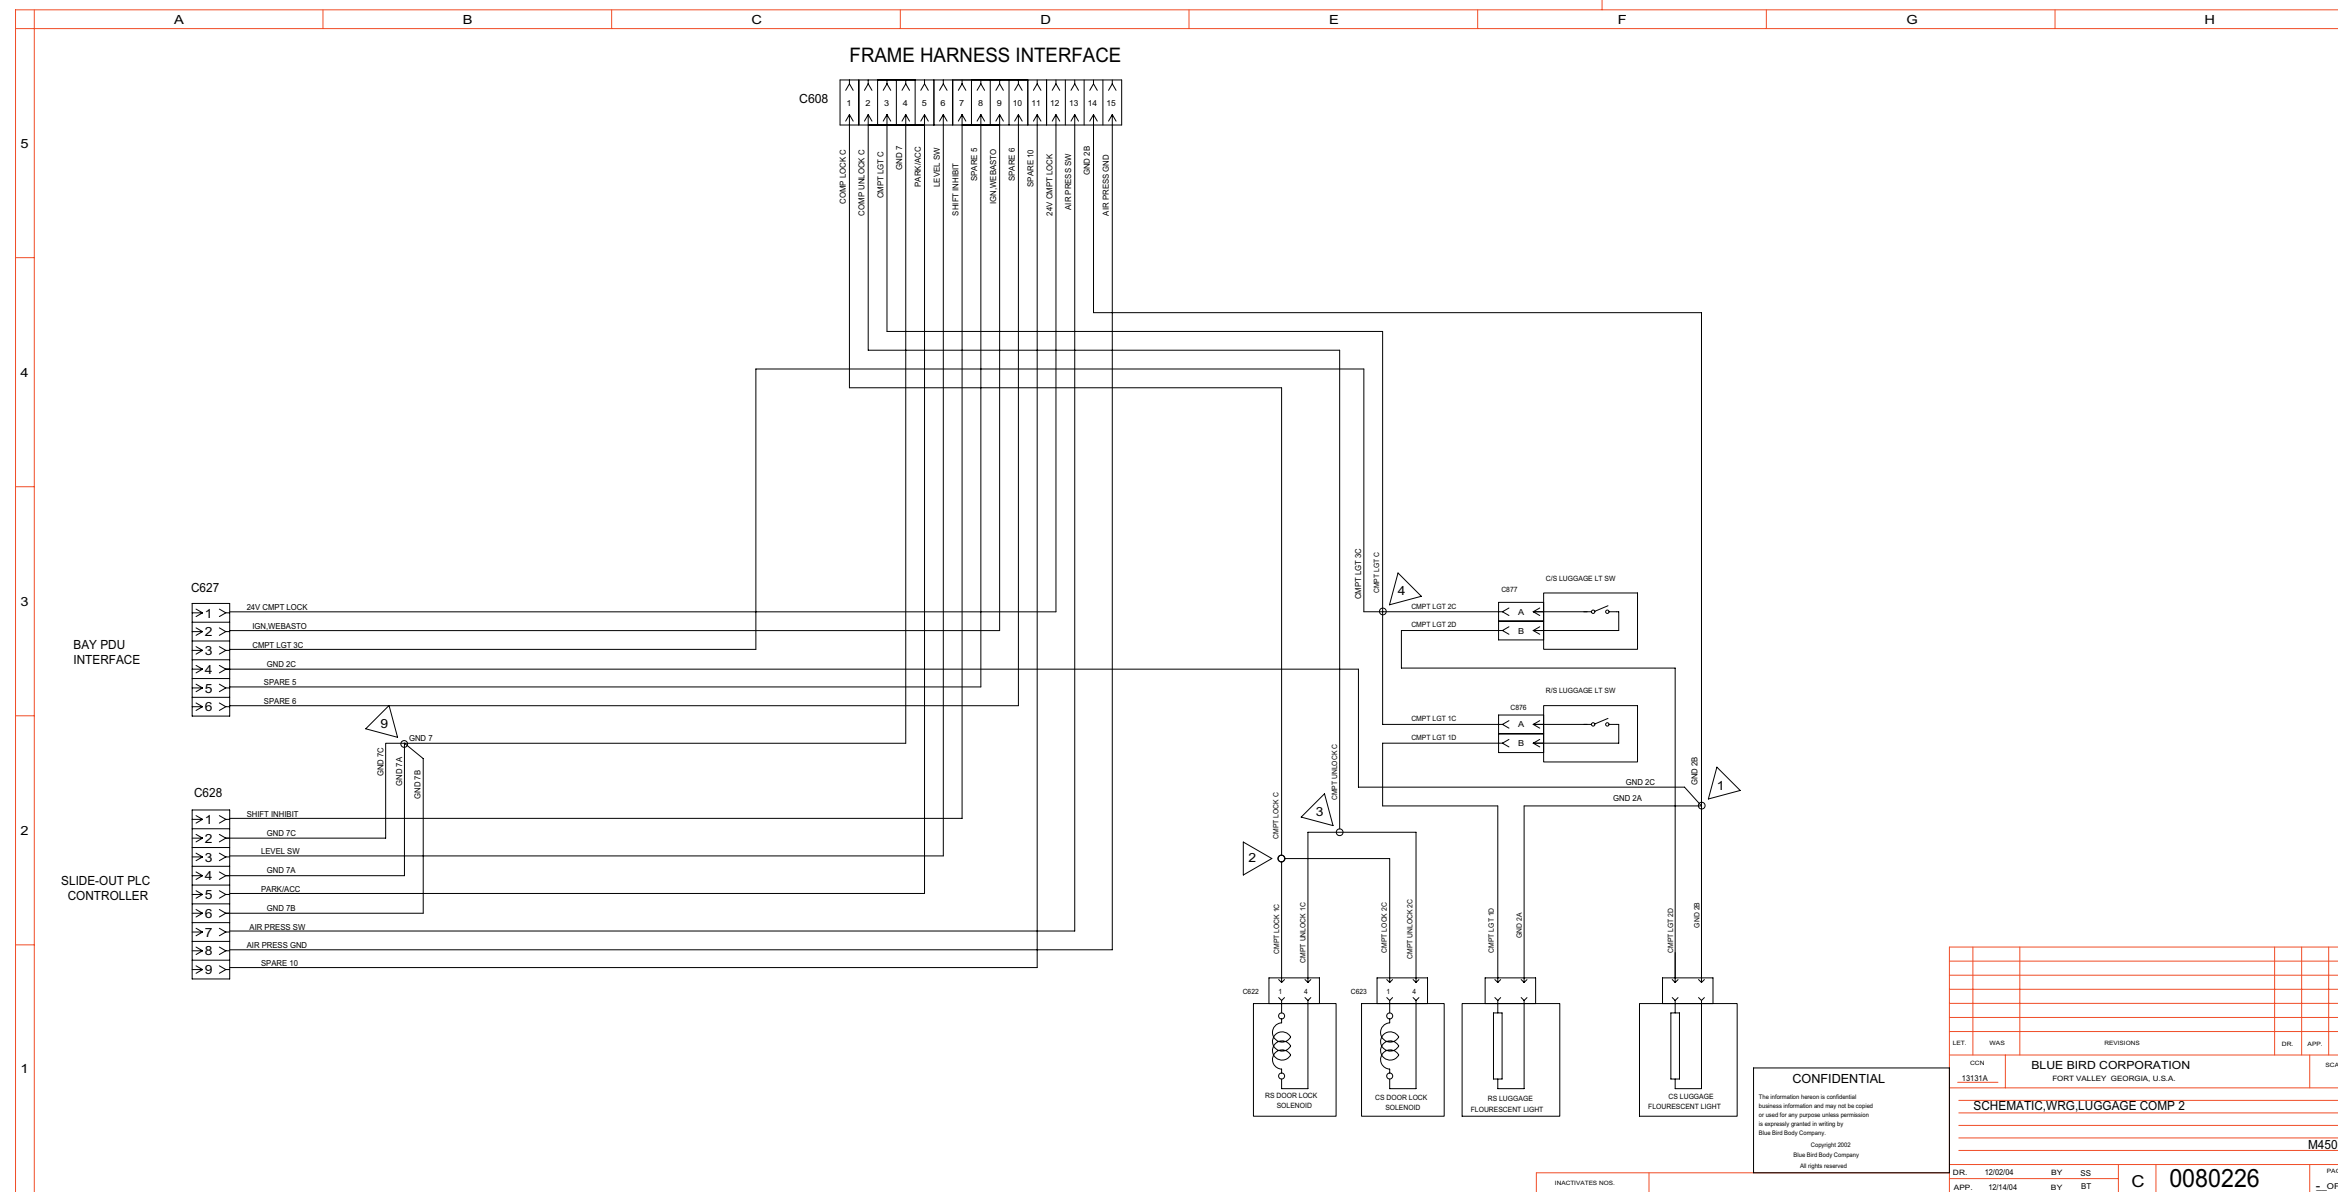 A B C D E F G H
FRAME HARNESS INTERFACE
C608
1 2 3 4 5 6 7 8 9 10 11 12 13 14 15
COMP LOCK C
COMP UNLOCK C
CMPT LGT C
GND 7
PARK/ACC
LEVEL SW
SHIFT INHIBIT
SPARE 5
IGN,WEBASTO
SPARE 6
SPARE 10
24V CMPT LOCK
AIR PRESS SW
GND 2B
AIR PRESS GND
5
4
3
2
1
C627
BAY PDU
INTERFACE
1 24V CMPT LOCK
2 IGN,WEBASTO
3 CMPT LGT 3C
4 GND 2C
5 SPARE 5
6 SPARE 6
9
GND 7
GND 7C
GND 7A
GND 7B
C628
SLIDE-OUT PLC
CONTROLLER
1 SHIFT INHIBIT
2 GND 7C
3 LEVEL SW
4 GND 7A
5 PARK/ACC
6 GND 7B
7 AIR PRESS SW
8 AIR PRESS GND
9 SPARE 10
CMPT LGT 3C
CMPT LGT C
4
C/S LUGGAGE LT SW
C877
CMPT LGT 2C
A
CMPT LGT 2D
B
R/S LUGGAGE LT SW
C876
CMPT LGT 1C
A
CMPT LGT 1D
B
GND 2C
GND 2B
1
GND 2A
CMPT UNLOCK C
3
CMPT LOCK C
2
CMPT LOCK 1C
CMPT UNLOCK 1C
CMPT LOCK 2C
CMPT UNLOCK 2C
CMPT LGT 1D
GND 2A
CMPT LGT 2D
GND 2B
C622
1 4
C623
1 4
RS DOOR LOCK
SOLENOID
CS DOOR LOCK
SOLENOID
RS LUGGAGE
FLOURESCENT LIGHT
CS LUGGAGE
FLOURESCENT LIGHT
CONFIDENTIAL
The information hereon is confidential
business information and may not be copied
or used for any purpose unless permission
is expressly granted in writing by
Blue Bird Body Company.
Copyright 2002
Blue Bird Body Company
All rights reserved
LET. WAS REVISIONS DR. APP.
CCN
13131A
BLUE BIRD CORPORATION
FORT VALLEY GEORGIA, U.S.A.
SCA
SCHEMATIC,WRG,LUGGAGE COMP 2
M450
DR. 12/02/04 BY SS
APP. 12/14/04 BY BT
C
0080226
PAG
- OF
INACTIVATES NOS.